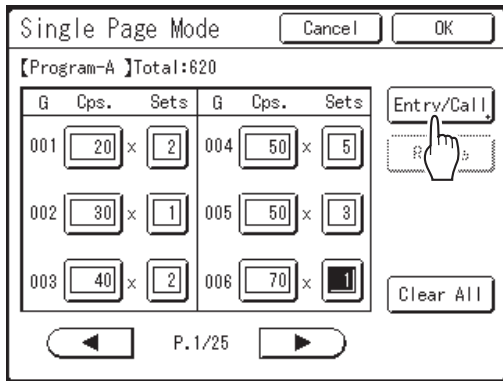 Single Page Mode Cancel OK
【Program-A 】Total:620
G Cps. Sets G Cps. Sets
Entry/Call
001 20 × 2 004 50 × 5
002 30 × 1 005 50 × 3
003 40 × 2 006 70 × 1
Clear All
◀ P.1/25 ▶